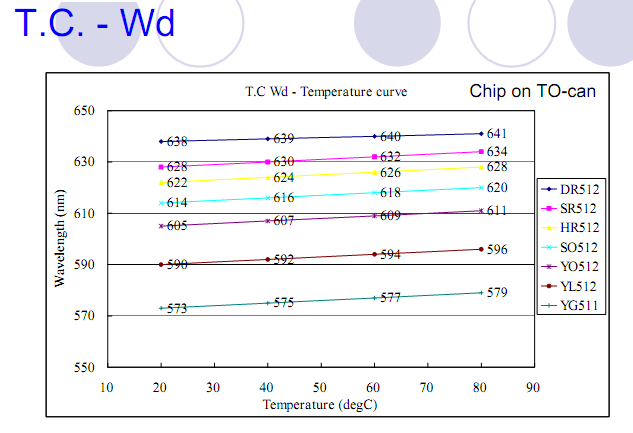 T.C. - Wd
T.C Wd - Temperature curve
Chip on TO-can
Wavelength (nm)
650
630
610
590
570
550
638 639 640 641
628 630 632 634
622 624 626 628
614 616 618 620
605 607 609 611
590 592 594 596
573 575 577 579
DR512
SR512
HR512
SO512
YO512
YL512
YG511
10 20 30 40 50 60 70 80 90
Temperature (degC)